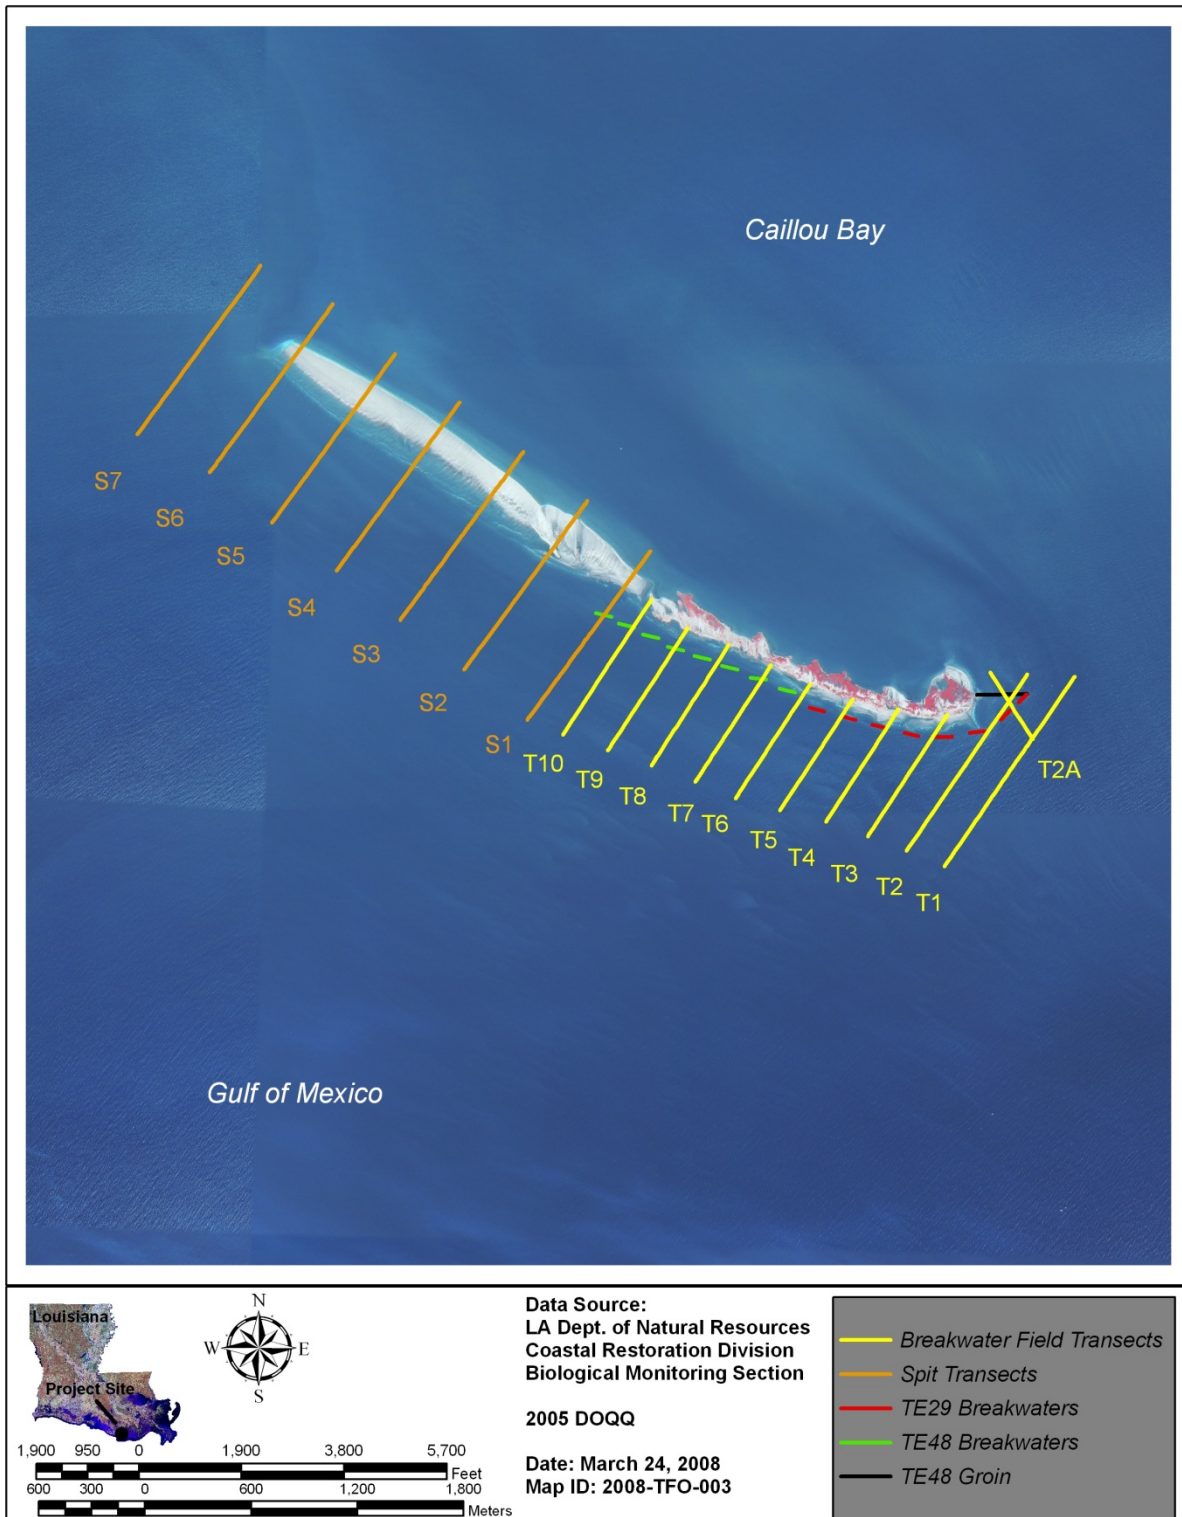 Caillou Bay
S7
S6
S5
S4
S3
S2
S1
T10
T9
T8
T7
T6
T5
T4
T3
T2
T1
T2A
Gulf of Mexico
Louisiana
Project Site
N
W
E
S
1,900 950 0 1,900 3,800 5,700
Feet
600 300 0 600 1,200 1,800
Meters
Data Source:
LA Dept. of Natural Resources
Coastal Restoration Division
Biological Monitoring Section
2005 DOQQ
Date: March 24, 2008
Map ID: 2008-TFO-003
Breakwater Field Transects
Spit Transects
TE29 Breakwaters
TE48 Breakwaters
TE48 Groin